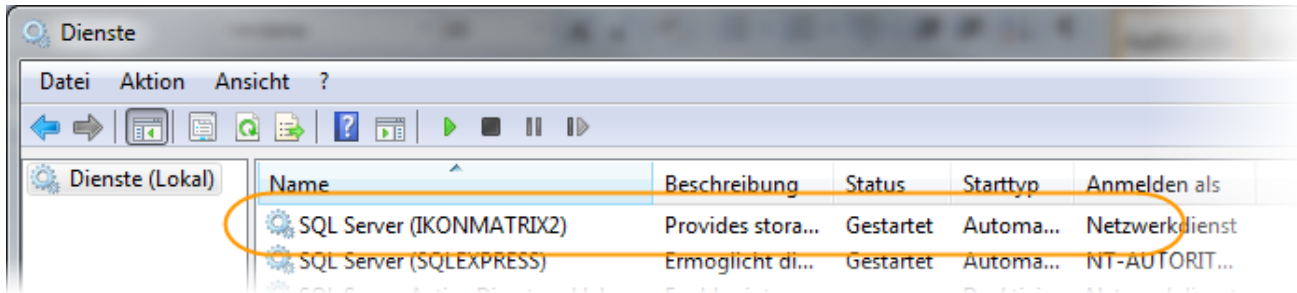 Dienste
Datei Aktion Ansicht ?
Dienste (Lokal)
Name Beschreibung Status Starttyp Anmelden als
SQL Server (IKONMATRIX2) Provides stora... Gestartet Automa... Netzwerkdienst
SQL Server (SQLEXPRESS) Ermöglicht di... Gestartet Automa... NT-AUTORIT...